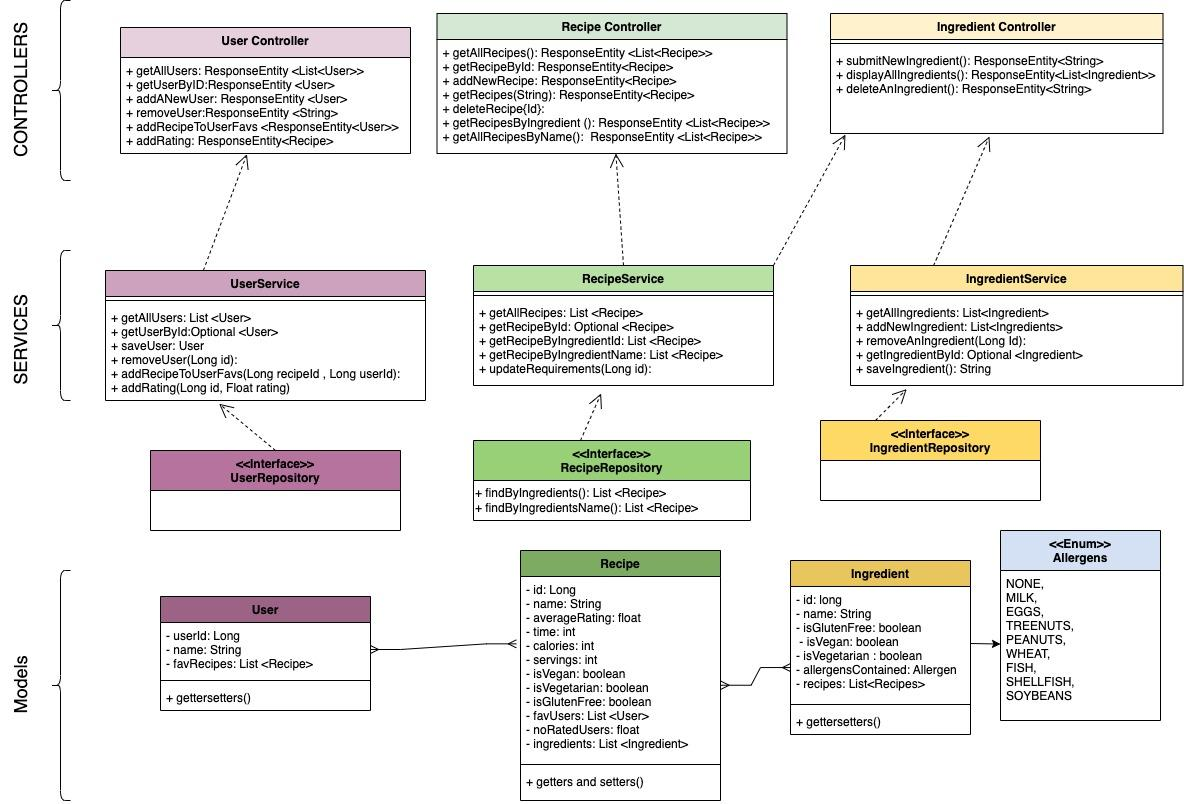 CONTROLLERS
User Controller
+ getAllUsers: ResponseEntity <List<User>>
+ getUserByID:ResponseEntity <User>
+ addANewUser: ResponseEntity <User>
+ removeUser:ResponseEntity <String>
+ addRecipeToUserFavs <ResponseEntity<User>>
+ addRating: ResponseEntity<Recipe>
Recipe Controller
+ getAllRecipes(): ResponseEntity <List<Recipe>>
+ getRecipeById: ResponseEntity<Recipe>
+ addNewRecipe: ResponseEntity<Recipe>
+ getRecipes(String): ResponseEntity<Recipe>
+ deleteRecipe{Id}:
+ getRecipesByIngredient (): ResponseEntity <List<Recipe>>
+ getAllRecipesByName():  ResponseEntity <List<Recipe>>
Ingredient Controller
+ submitNewIngredient(): ResponseEntity<String>
+ displayAllIngredients(): ResponseEntity<List<Ingredient>>
+ deleteAnIngredient(): ResponseEntity<String>
SERVICES
UserService
+ getAllUsers: List <User>
+ getUserById:Optional <User>
+ saveUser: User
+ removeUser(Long id):
+ addRecipeToUserFavs(Long recipeId , Long userId):
+ addRating(Long id, Float rating)
RecipeService
+ getAllRecipes: List <Recipe>
+ getRecipeById: Optional <Recipe>
+ getRecipeByIngredientId: List <Recipe>
+ getRecipeByIngredientName: List <Recipe>
+ updateRequirements(Long id):
IngredientService
+ getAllIngredients: List<Ingredient>
+ addNewIngredient: List<Ingredients>
+ removeAnIngredient(Long Id):
+ getIngredientById: Optional <Ingredient>
+ saveIngredient(): String
<<Interface>>
UserRepository
<<Interface>>
RecipeRepository
+ findByIngredients(): List <Recipe>
+ findByIngredientsName(): List <Recipe>
<<Interface>>
IngredientRepository
Models
User
- userId: Long
- name: String
- favRecipes: List <Recipe>
+ gettersetters()
Recipe
- id: Long
- name: String
- averageRating: float
- time: int
- calories: int
- servings: int
- isVegan: boolean
- isVegetarian: boolean
- isGlutenFree: boolean
- favUsers: List <User>
- noRatedUsers: float
- ingredients: List <Ingredient>
+ getters and setters()
Ingredient
- id: long
- name: String
- isGlutenFree: boolean
- isVegan: boolean
- isVegetarian : boolean
- allergensContained: Allergen
- recipes: List<Recipes>
+ gettersetters()
<<Enum>>
Allergens
NONE,
MILK,
EGGS,
TREENUTS,
PEANUTS,
WHEAT,
FISH,
SHELLFISH,
SOYBEANS